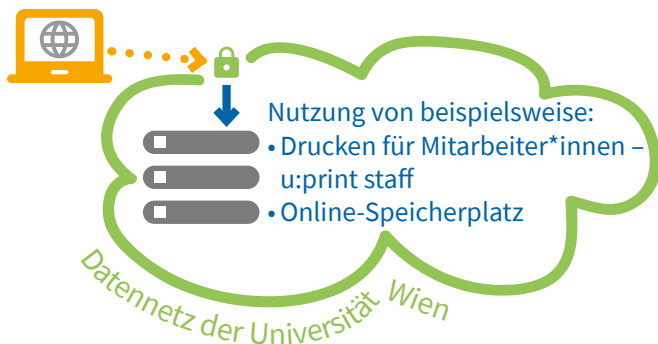 Nutzung von beispielsweise:
• Drucken für Mitarbeiter*innen –
u:print staff
• Online-Speicherplatz
Datennetz der Universität Wien